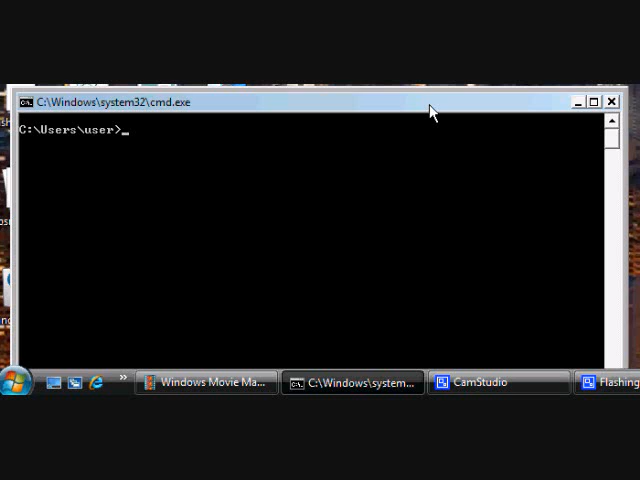 C:\Windows\system32\cmd.exe
C:\Users\user>_
Windows Movie Ma...
C:\Windows\system...
CamStudio
Flashing